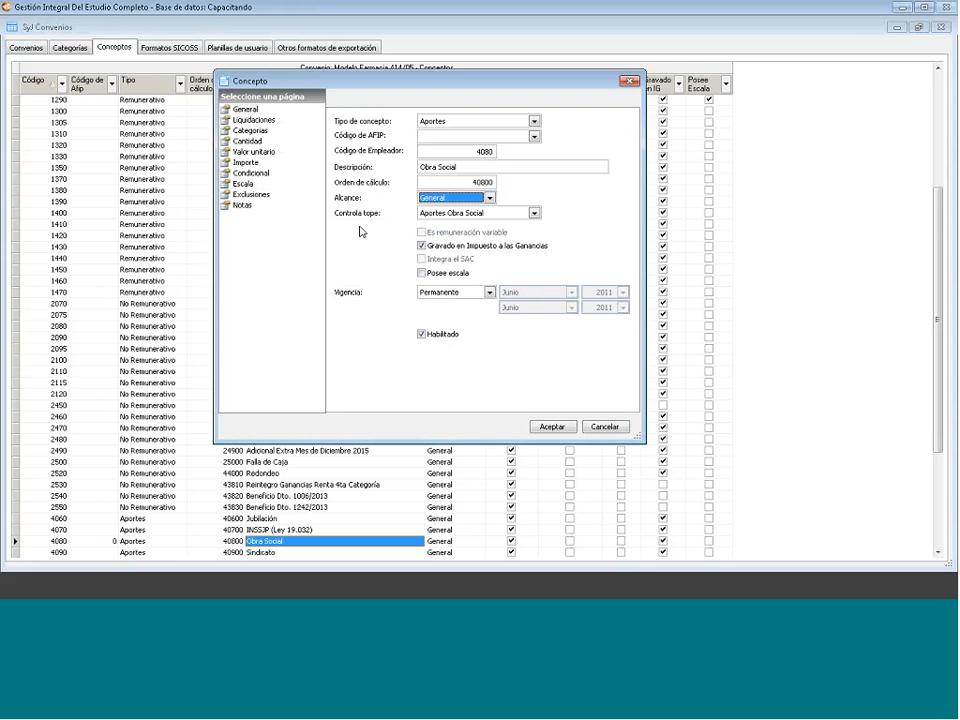 Gestión Integral Del Estudio Completo - Base de datos: Capacitando
SyJ Convenios
Convenios Categorías Conceptos Formatos SICOSS Planillas de usuario Otros formatos de exportación
Convenio: Modelo Farmacia 414/05 - Conceptos
Código Código de Afip Tipo Orden de cálculo Gravado en IG Posee Escala
1290 Remunerativo
1300 Remunerativo
1305 Remunerativo
1310 Remunerativo
1320 Remunerativo
1330 Remunerativo
1350 Remunerativo
1370 Remunerativo
1380 Remunerativo
1390 Remunerativo
1400 Remunerativo
1410 Remunerativo
1420 Remunerativo
1430 Remunerativo
1440 Remunerativo
1450 Remunerativo
1460 Remunerativo
1470 Remunerativo
2070 No Remunerativo
2075 No Remunerativo
2080 No Remunerativo
2090 No Remunerativo
2095 No Remunerativo
2100 No Remunerativo
2110 No Remunerativo
2115 No Remunerativo
2120 No Remunerativo
2450 No Remunerativo
2460 No Remunerativo
2470 No Remunerativo
2480 No Remunerativo
2490 No Remunerativo 24900 Adicional Extra Mes de Diciembre 2015 General
2500 No Remunerativo 25000 Falla de Caja General
2520 No Remunerativo 44000 Redondeo General
2530 No Remunerativo 43810 Reintegro Ganancias Renta 4ta Categoría General
2540 No Remunerativo 43820 Beneficio Dto. 1006/2013 General
2550 No Remunerativo 43830 Beneficio Dto. 1242/2013 General
4060 Aportes 40600 Jubilación General
4070 Aportes 40700 INSSJP (Ley 19.032) General
4080 0 Aportes 40800 Obra Social General
4090 Aportes 40900 Sindicato General
Concepto
Seleccione una página
General
Liquidaciones
Categorias
Cantidad
Valor unitario
Importe
Condicional
Escala
Exclusiones
Notas
Tipo de concepto: Aportes
Código de AFIP:
Código de Empleador: 4080
Descripción: Obra Social
Orden de cálculo: 40800
Alcance: General
Controla tope: Aportes Obra Social
Es remuneración variable
Gravado en Impuesto a las Ganancias
Integra el SAC
Posee escala
Vigencia: Permanente Junio 2011
Junio 2011
Habilitado
Aceptar Cancelar